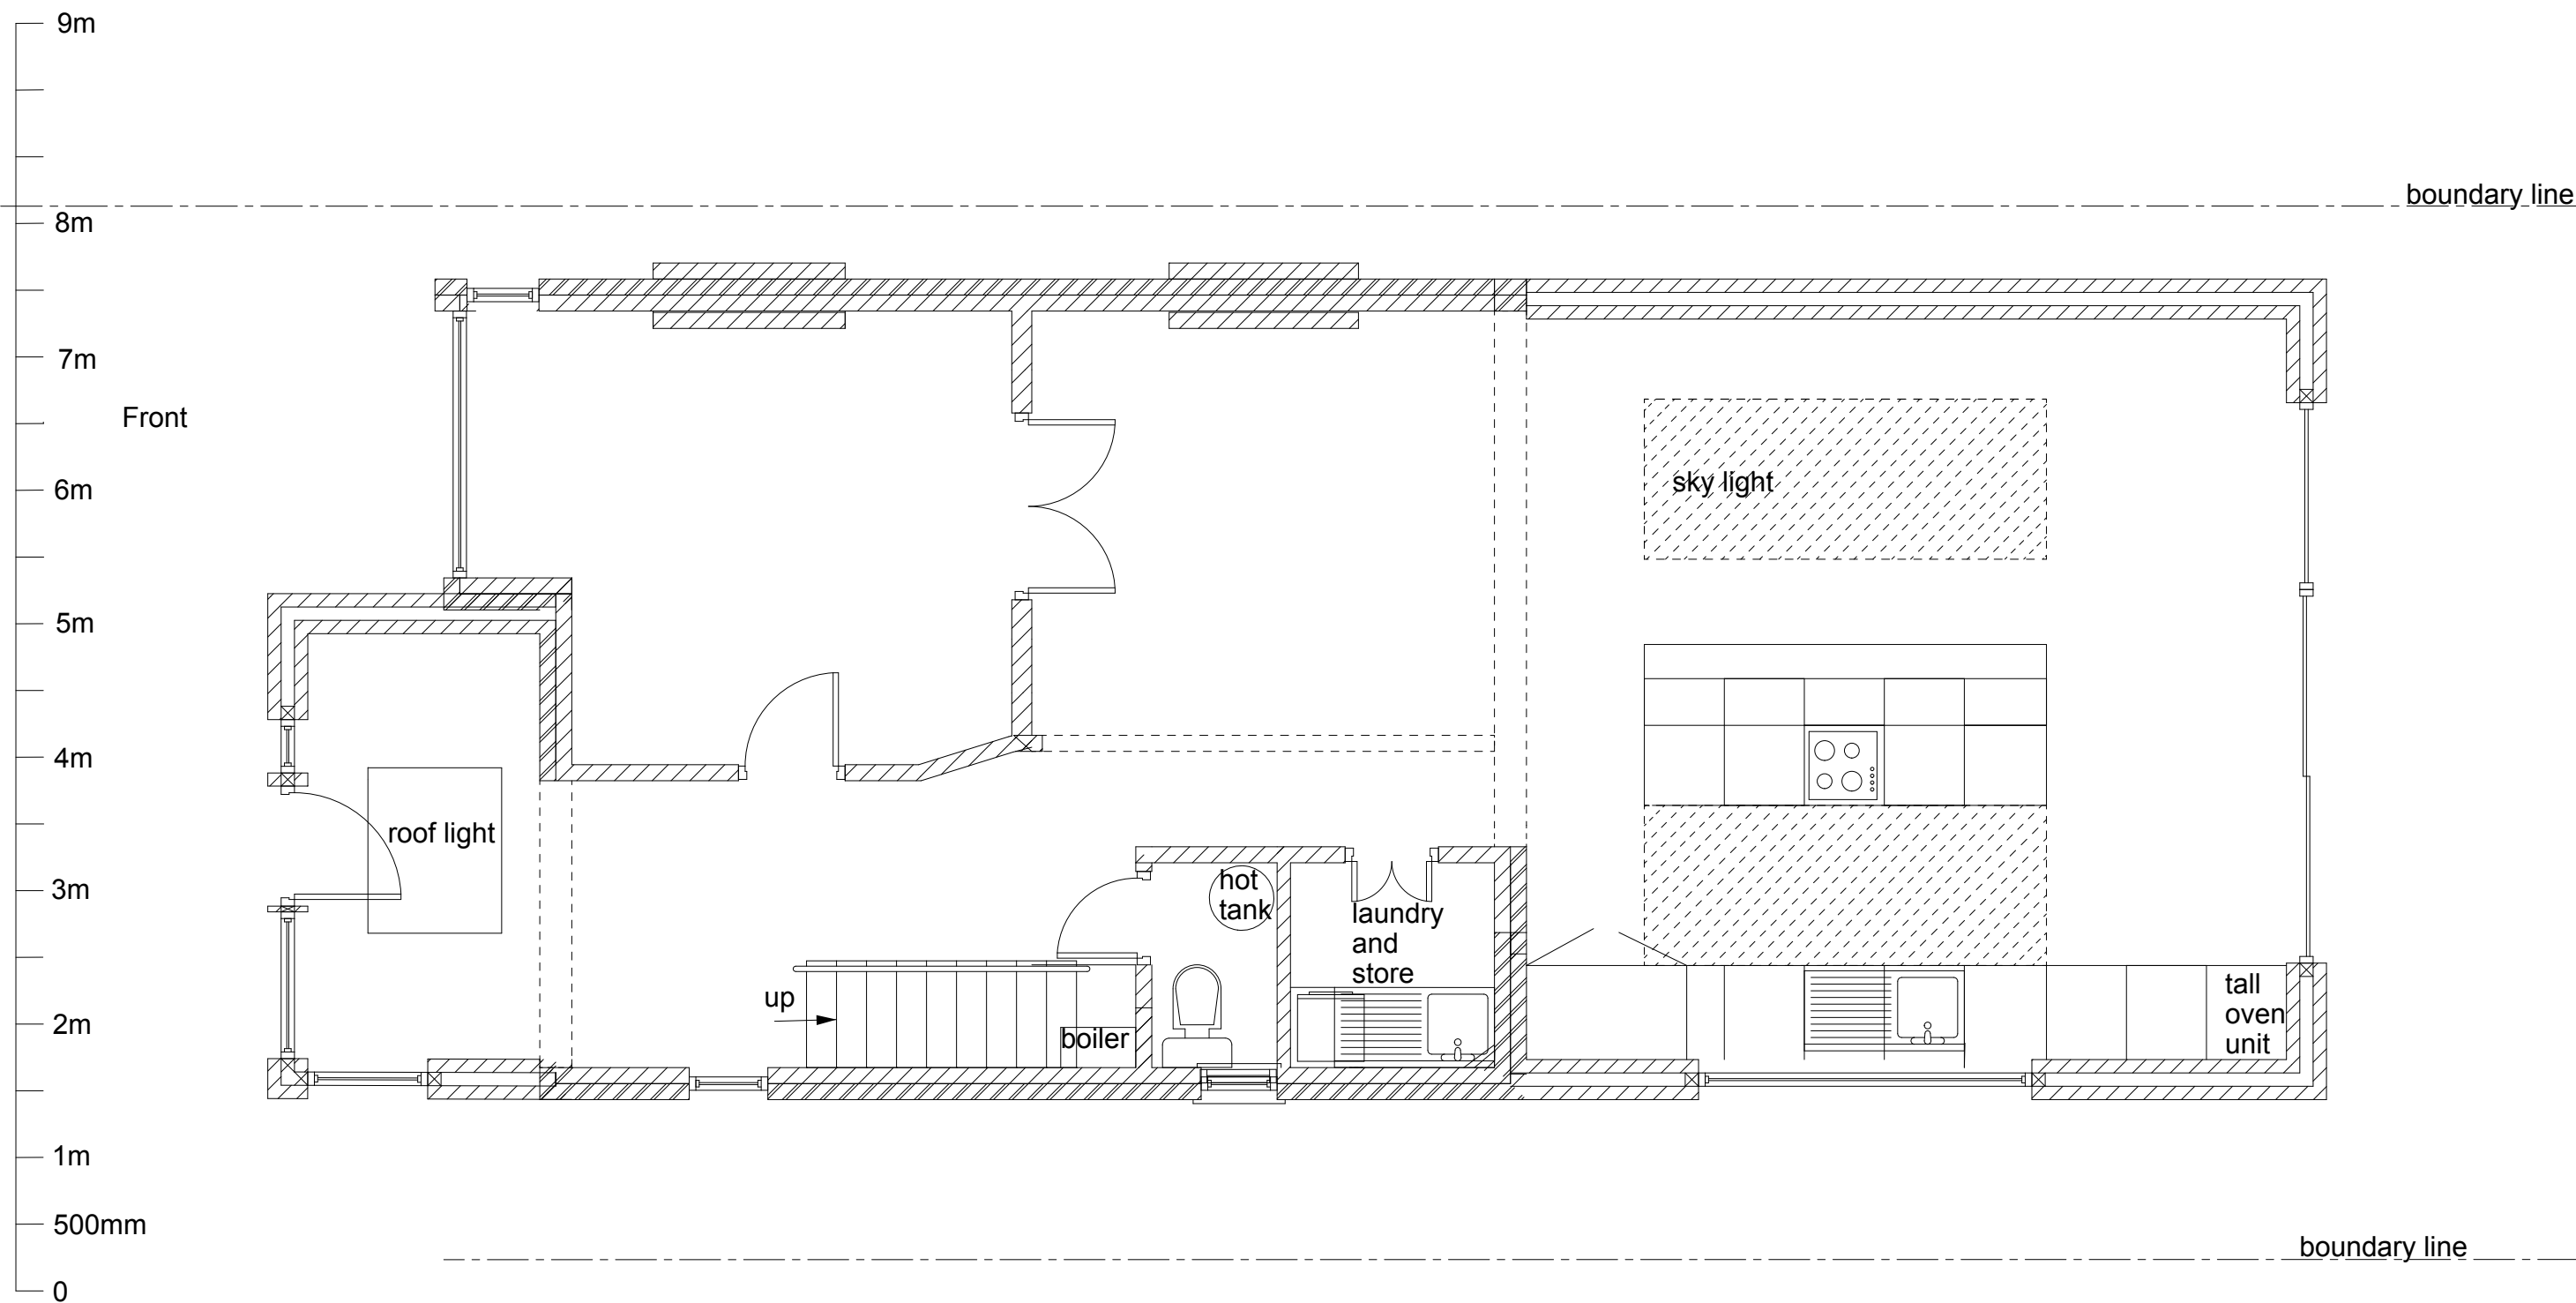 9m
boundary line
8m
7m
Front
6m
sky light
5m
4m
roof light
3m
hot
tank
laundry
and
store
up
tall
oven
unit
2m
boiler
1m
500mm
boundary line
0